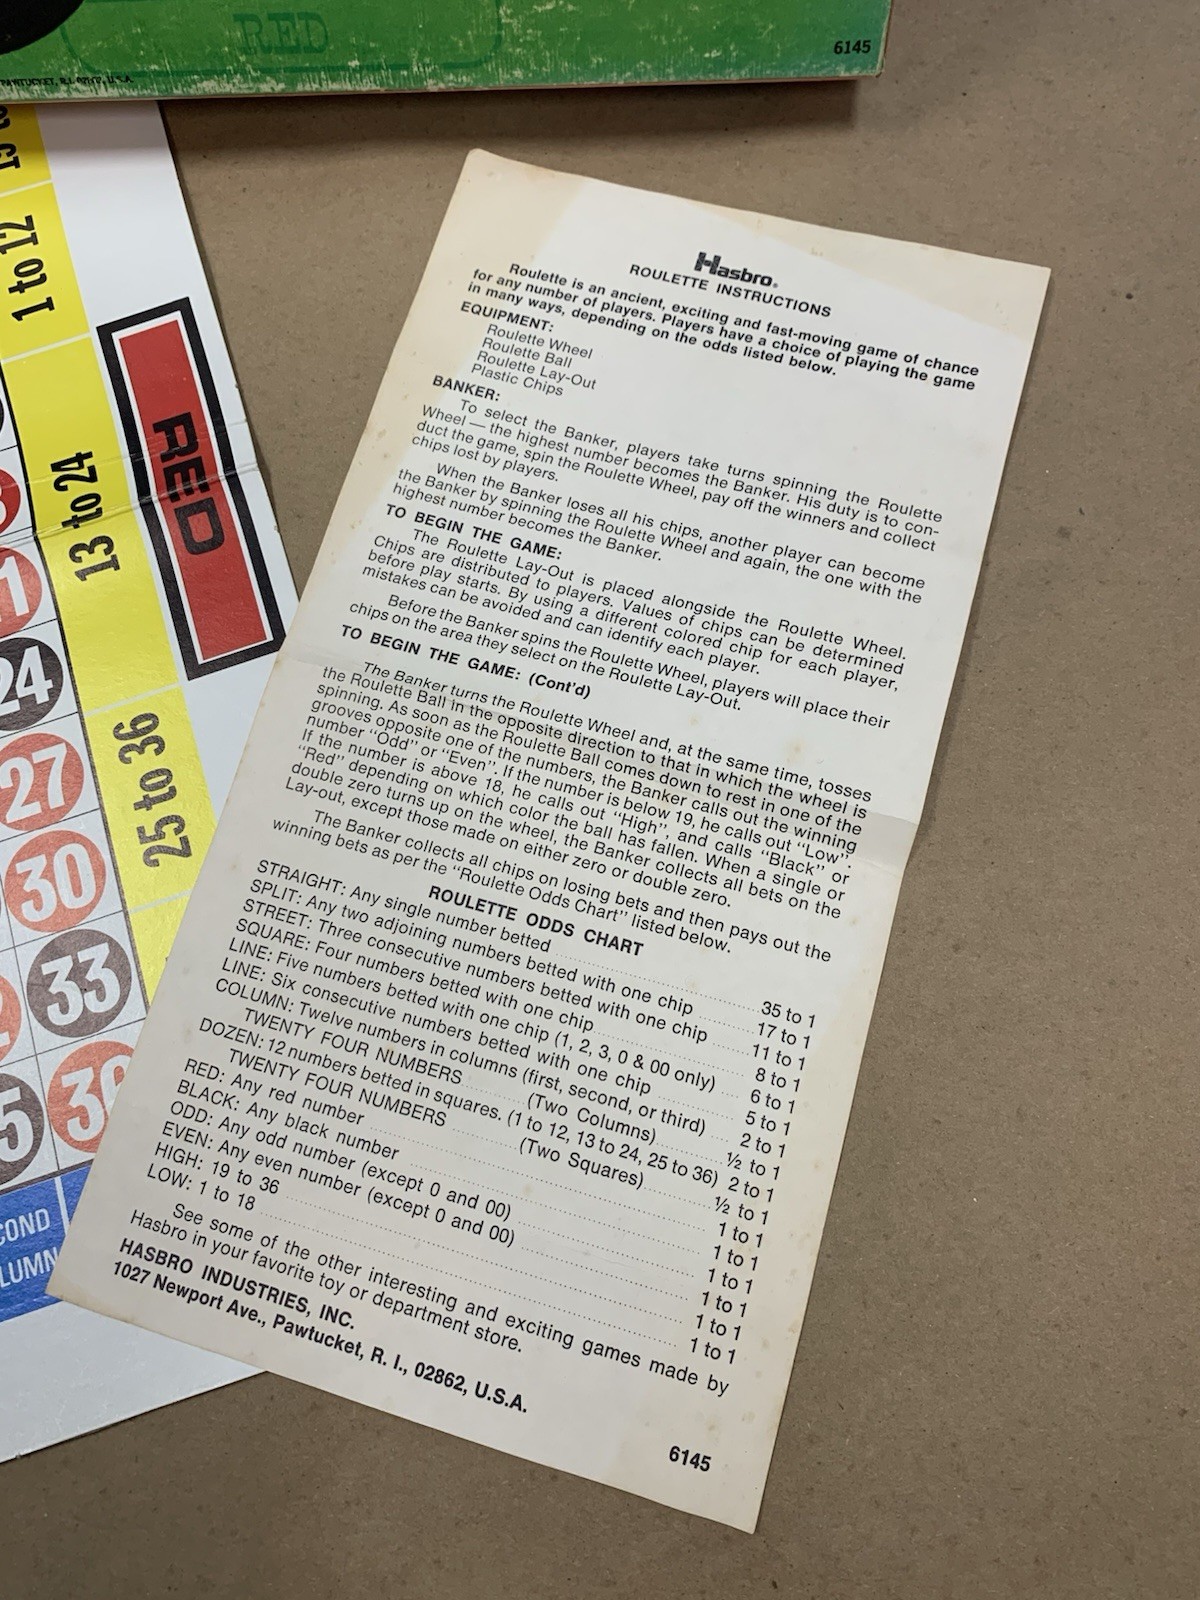 RED
6145
PAWTUCKET, R.I. 02862 U.S.A.
1 to 12
RED
13 to 24
24
27
25 to 36
30
33
COND
LUMN
Hasbro®
ROULETTE INSTRUCTIONS
Roulette is an ancient, exciting and fast-moving game of chance
for any number of players. Players have a choice of playing the game
in many ways, depending on the odds listed below.
EQUIPMENT:
Roulette Wheel
Roulette Ball
Roulette Lay-Out
Plastic Chips
BANKER:
To select the Banker, players take turns spinning the Roulette
Wheel — the highest number becomes the Banker. His duty is to con-
duct the game, spin the Roulette Wheel, pay off the winners and collect
chips lost by players.
When the Banker loses all his chips, another player can become
the Banker by spinning the Roulette Wheel and again, the one with the
highest number becomes the Banker.
TO BEGIN THE GAME:
The Roulette Lay-Out is placed alongside the Roulette Wheel.
Chips are distributed to players. Values of chips can be determined
before play starts. By using a different colored chip for each player,
mistakes can be avoided and can identify each player.
Before the Banker spins the Roulette Wheel, players will place their
chips on the area they select on the Roulette Lay-Out.
TO BEGIN THE GAME: (Cont'd)
The Banker turns the Roulette Wheel and, at the same time, tosses
the Roulette Ball in the opposite direction to that in which the wheel is
spinning. As soon as the Roulette Ball comes down to rest in one of the
grooves opposite one of the numbers, the Banker calls out the winning
number "Odd" or "Even". If the number is below 19, he calls out "Low".
If the number is above 18, he calls out "High", and calls "Black" or
"Red" depending on which color the ball has fallen. When a single or
double zero turns up on the wheel, the Banker collects all bets on the
Lay-out, except those made on either zero or double zero.
The Banker collects all chips on losing bets and then pays out the
winning bets as per the "Roulette Odds Chart" listed below.
ROULETTE ODDS CHART
STRAIGHT: Any single number betted 35 to 1
SPLIT: Any two adjoining numbers betted with one chip 17 to 1
STREET: Three consecutive numbers betted with one chip 11 to 1
SQUARE: Four numbers betted with one chip 8 to 1
LINE: Five numbers betted with one chip (1, 2, 3, 0 & 00 only) 6 to 1
LINE: Six consecutive numbers betted with one chip 5 to 1
COLUMN: Twelve numbers in columns (first, second, or third) 2 to 1
TWENTY FOUR NUMBERS (Two Columns) ½ to 1
DOZEN: 12 numbers betted in squares. (1 to 12, 13 to 24, 25 to 36) 2 to 1
TWENTY FOUR NUMBERS (Two Squares) ½ to 1
RED: Any red number 1 to 1
BLACK: Any black number 1 to 1
ODD: Any odd number (except 0 and 00) 1 to 1
EVEN: Any even number (except 0 and 00) 1 to 1
HIGH: 19 to 36 1 to 1
LOW: 1 to 18 1 to 1
See some of the other interesting and exciting games made by
Hasbro in your favorite toy or department store.
HASBRO INDUSTRIES, INC.
1027 Newport Ave., Pawtucket, R. I., 02862, U.S.A.
6145